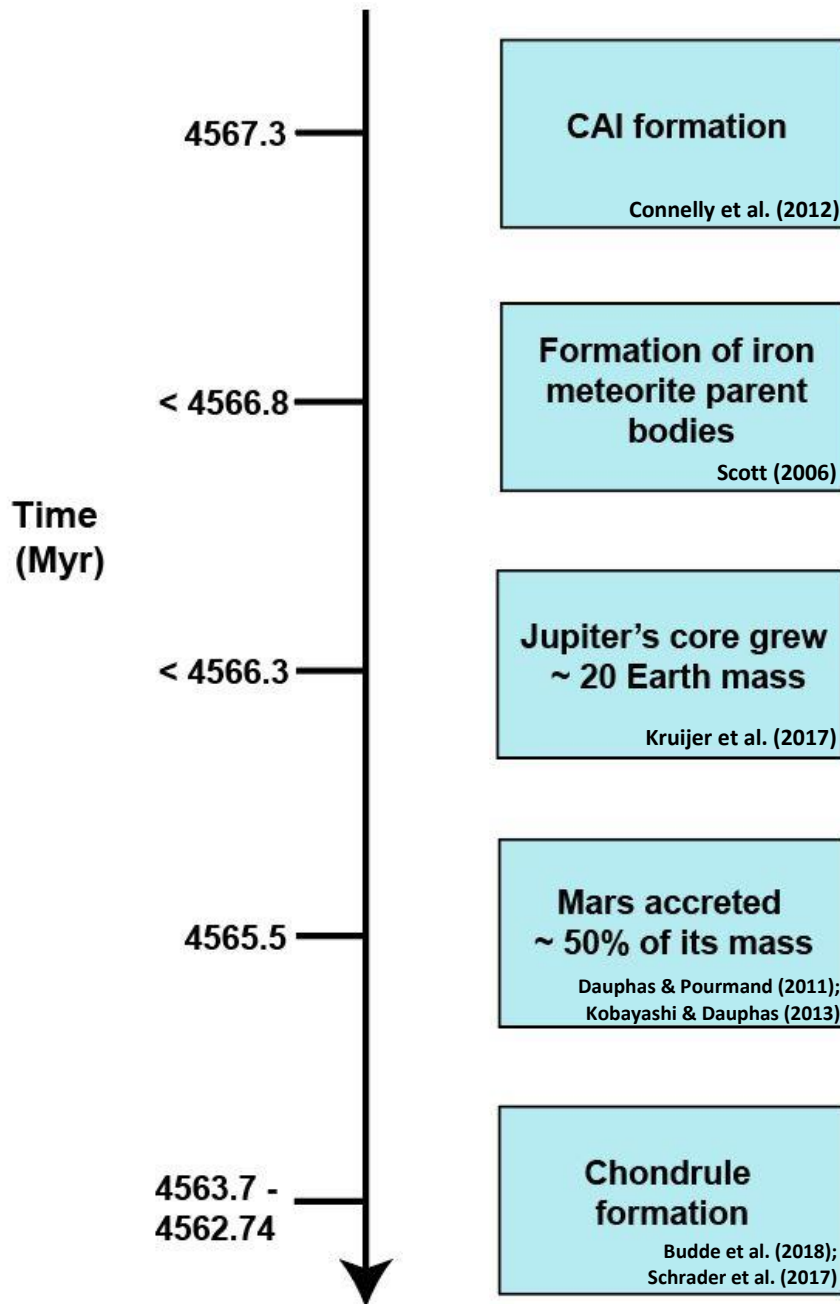 4567.3
CAI formation
Connelly et al. (2012)
< 4566.8
Formation of iron
meteorite parent
bodies
Scott (2006)
Time
(Myr)
< 4566.3
Jupiter’s core grew
~ 20 Earth mass
Kruijer et al. (2017)
4565.5
Mars accreted
~ 50% of its mass
Dauphas & Pourmand (2011);
Kobayashi & Dauphas (2013)
4563.7 -
4562.74
Chondrule
formation
Budde et al. (2018);
Schrader et al. (2017)